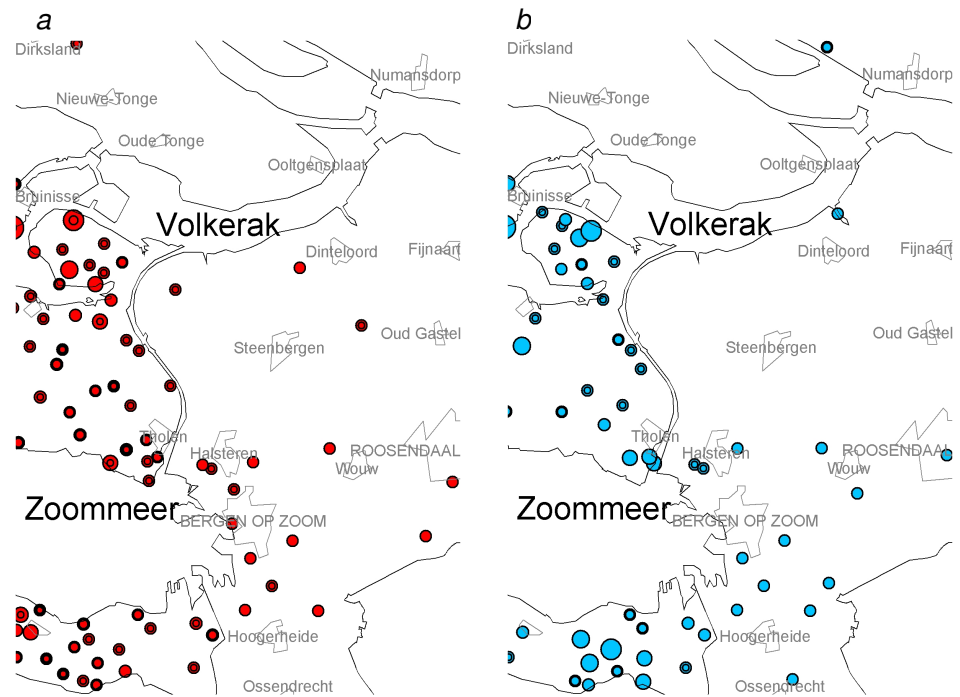 a
Dirksland
Numansdorp
Nieuwe-Tonge
Oude Tonge
Ooltgensplaat
Bruinisse
Volkerak
Dinteloord
Fijnaart
Steenbergen
Oud Gastel
Tholen
Halsteren
ROOSENDAAL
Wouw
Zoommeer
BERGEN OP ZOOM
Hoogerheide
Ossendrecht
b
Dirksland
Numansdorp
Nieuwe-Tonge
Oude Tonge
Ooltgensplaat
Bruinisse
Volkerak
Dinteloord
Fijnaart
Steenbergen
Oud Gastel
Tholen
Halsteren
ROOSENDAAL
Wouw
Zoommeer
BERGEN OP ZOOM
Hoogerheide
Ossendrecht